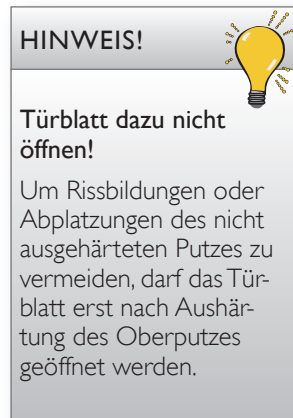 HINWEIS!
Türblatt dazu nicht
öffnen!
Um Rissbildungen oder
Abplatzungen des nicht
ausgehärteten Putzes zu
vermeiden, darf das Tür-
blatt erst nach Aushär-
tung des Oberputzes
geöffnet werden.